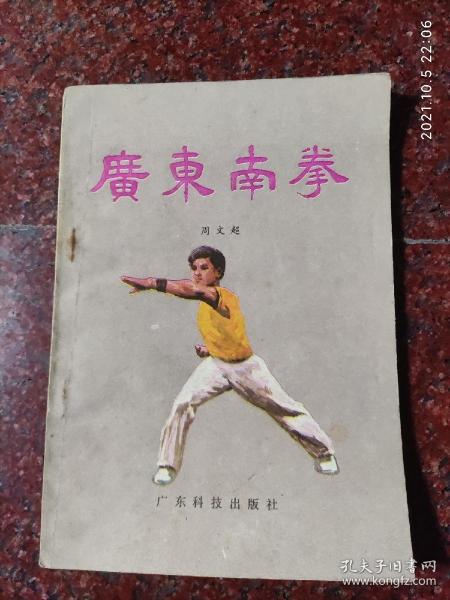 廣東南拳
周文起
广东科技出版社
2021.10.5 22:06
孔夫子旧书网
www.kongfz.com